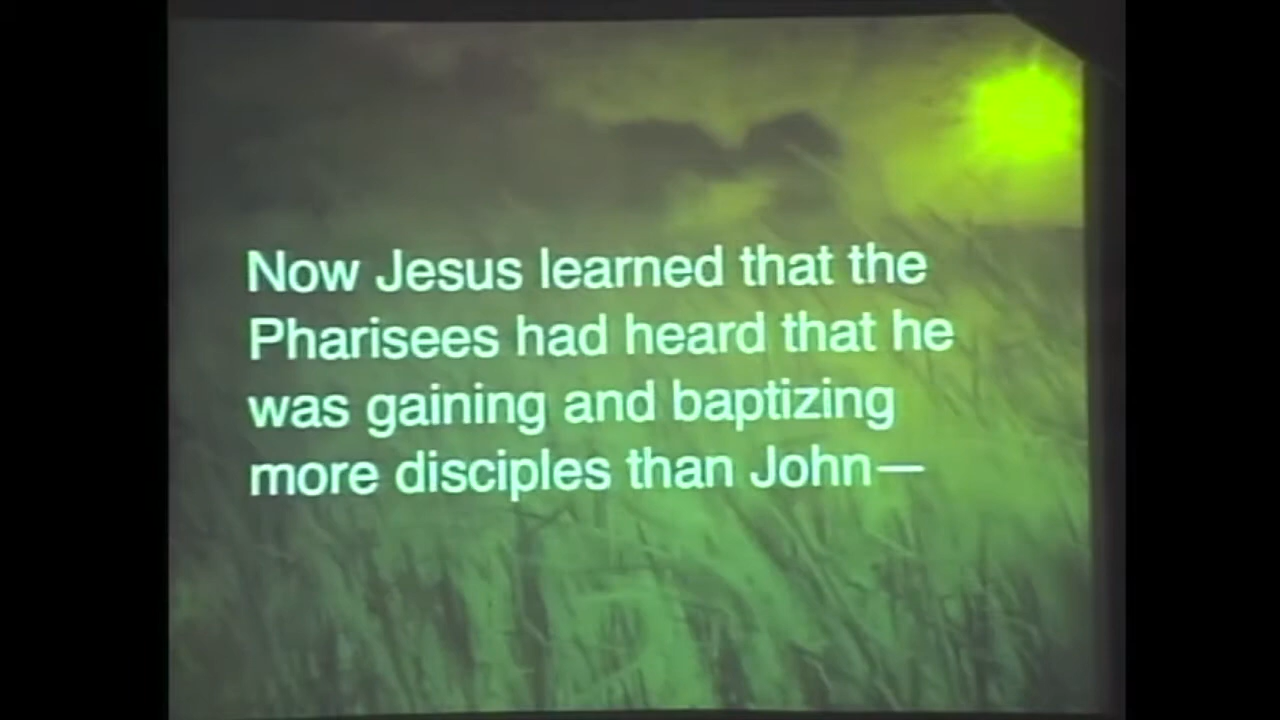 Now Jesus learned that the
Pharisees had heard that he
was gaining and baptizing
more disciples than John—